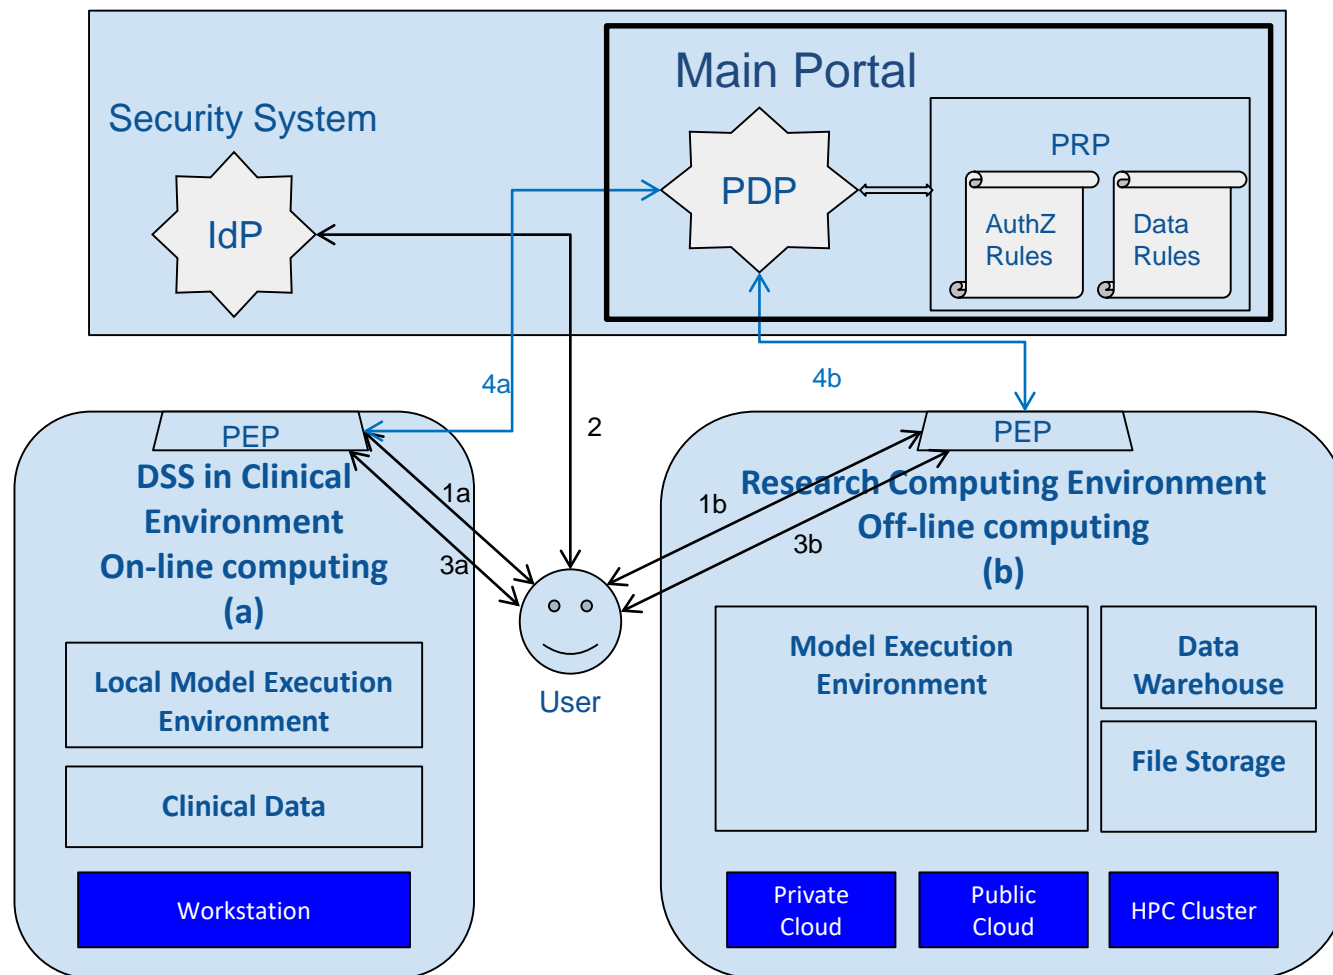 Main Portal
Security System
PRP
PDP
IdP
AuthZ
Rules
Data
Rules
4a
4b
2
PEP
DSS in Clinical
Environment
On-line computing
(a)
1a
3a
1b
3b
User
Local Model Execution
Environment
Clinical Data
Workstation
PEP
Research Computing Environment
Off-line computing
(b)
Model Execution
Environment
Data
Warehouse
File Storage
Private
Cloud
Public
Cloud
HPC Cluster